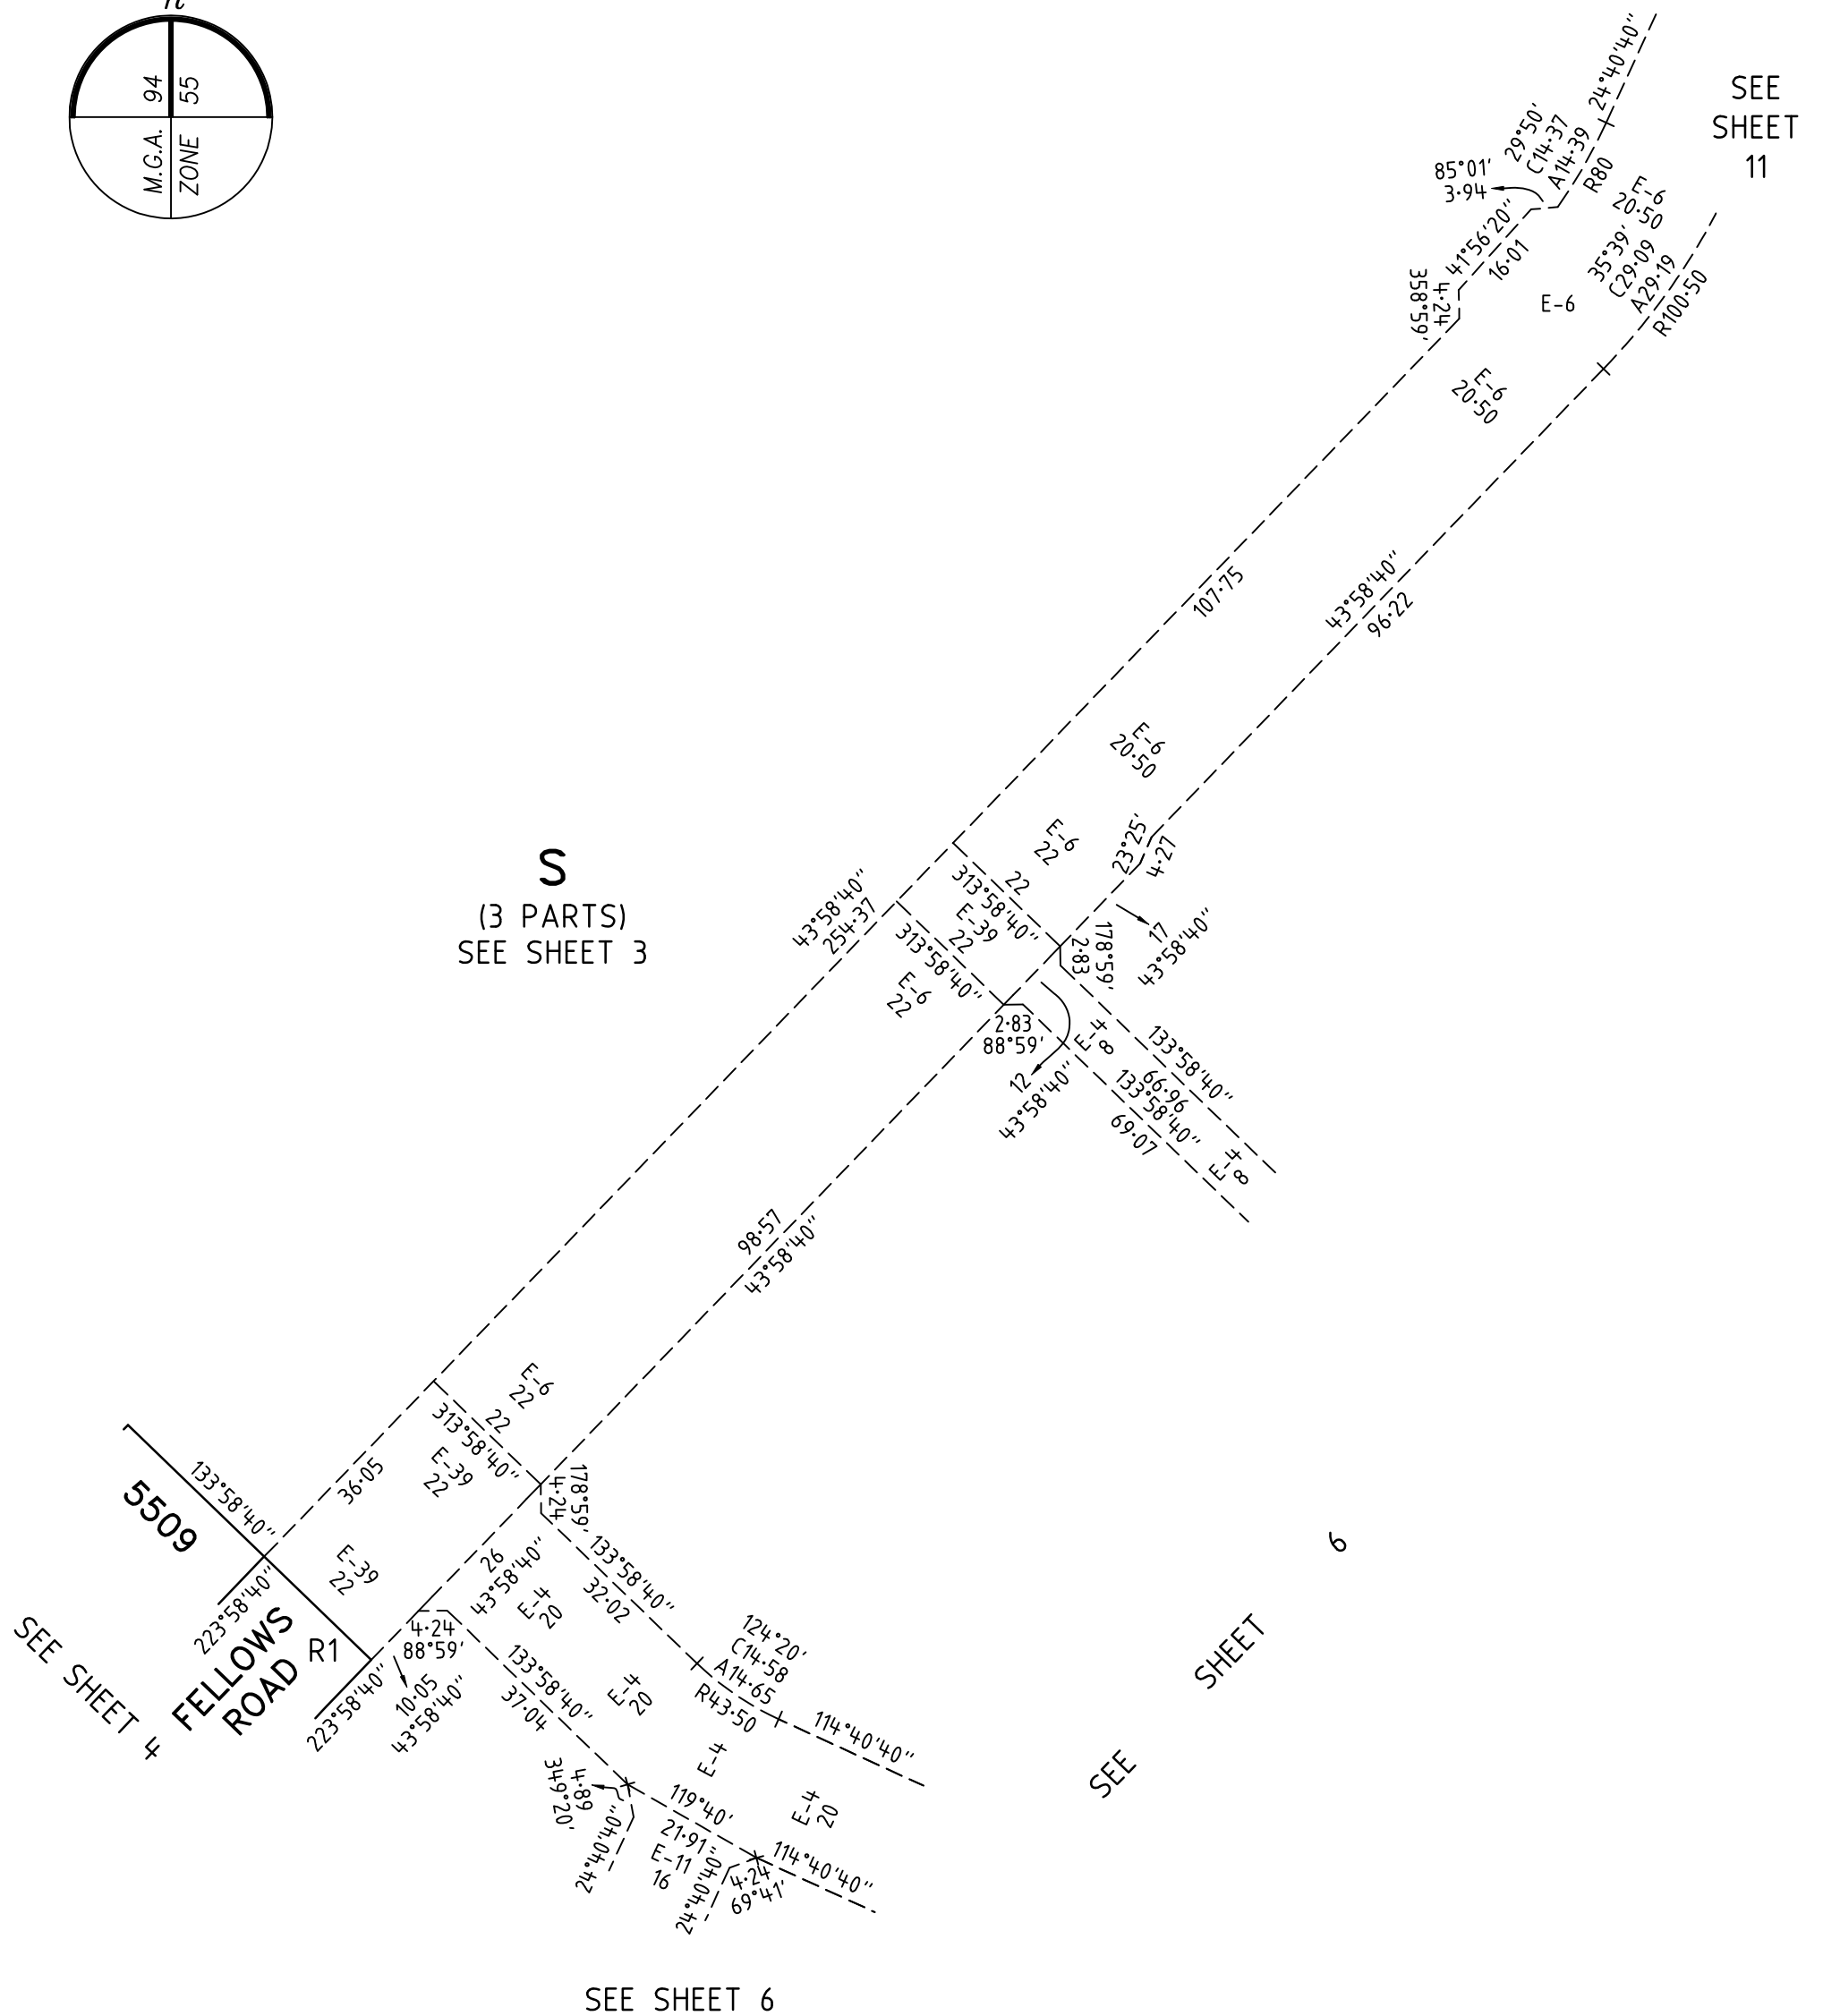 n
M.G.A. 94
ZONE 55
SEE
SHEET
11
24°40'40"
29°50'
C14·37
A14·39
R80
85°01'
3·94
E-6
20·50
41°56'20"
16·01
35°39'
C29·09
A29·19
R100·50
358°59'
4·24
E-6
E-6
20·50
107·75
43°58'40"
96·22
E-6
20·50
S
(3 PARTS)
SEE SHEET 3
43°58'40"
254·37
E-6
22
23°25'
4·27
22
313°58'40"
E-39
22
313°58'40"
E-6
22
17
43°58'40"
178°59'
2·83
2·83
88°59'
12
43°58'40"
E-4
8
133°58'40"
66·96
133°58'40"
69·07
E-4
8
98·57
43°58'40"
E-6
22
22
313°58'40"
E-39
22
36·05
133°58'40"
5509
E-39
22
223°58'40"
SEE SHEET 4
FELLOWS
ROAD
R1
223°58'40"
178°59'
4·24
26
43°58'40"
E-4
20
4·24
88°59'
10·05
43°58'40"
133°58'40"
32·02
133°58'40"
37·04
E-4
20
124°20'
C14·58
A14·65
R43·50
114°40'40"
E-4
4·89
349°20'
119°40'
21·91
E-11
16
24°40'40"
24°40'40"
4·24
69°41'
E-4
20
114°40'40"
SEE SHEET 6
SEE SHEET 6